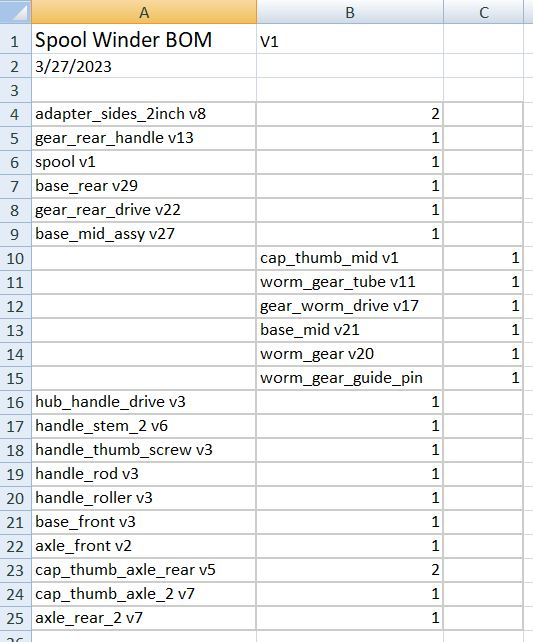 A B C
1 Spool Winder BOM V1
2 3/27/2023
3
4 adapter_sides_2inch v8 2
5 gear_rear_handle v13 1
6 spool v1 1
7 base_rear v29 1
8 gear_rear_drive v22 1
9 base_mid_assy v27 1
10 cap_thumb_mid v1 1
11 worm_gear_tube v11 1
12 gear_worm_drive v17 1
13 base_mid v21 1
14 worm_gear v20 1
15 worm_gear_guide_pin 1
16 hub_handle_drive v3 1
17 handle_stem_2 v6 1
18 handle_thumb_screw v3 1
19 handle_rod v3 1
20 handle_roller v3 1
21 base_front v3 1
22 axle_front v2 1
23 cap_thumb_axle_rear v5 2
24 cap_thumb_axle_2 v7 1
25 axle_rear_2 v7 1